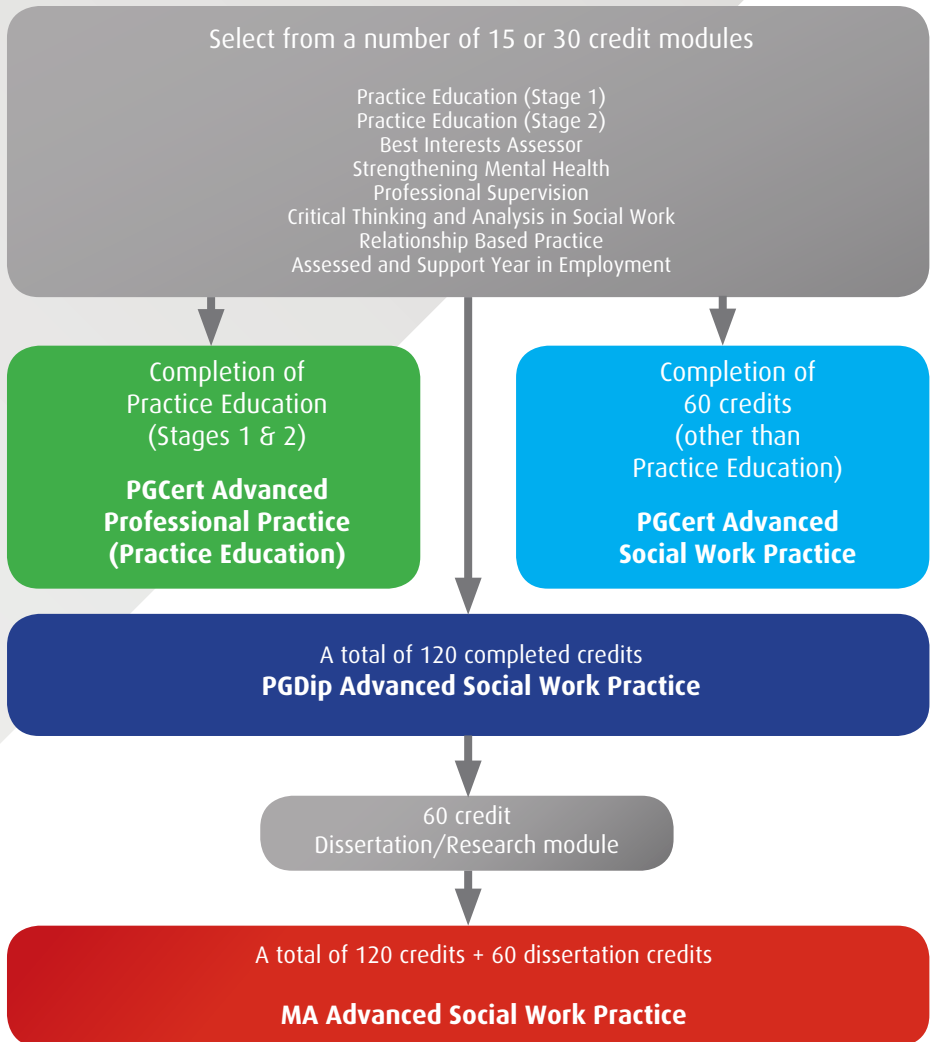 Select from a number of 15 or 30 credit modules
Practice Education (Stage 1)
Practice Education (Stage 2)
Best Interests Assessor
Strengthening Mental Health
Professional Supervision
Critical Thinking and Analysis in Social Work
Relationship Based Practice
Assessed and Support Year in Employment
Completion of
Practice Education
(Stages 1 & 2)
PGCert Advanced
Professional Practice
(Practice Education)
Completion of
60 credits
(other than
Practice Education)
PGCert Advanced
Social Work Practice
A total of 120 completed credits
PGDip Advanced Social Work Practice
60 credit
Dissertation/Research module
A total of 120 credits + 60 dissertation credits
MA Advanced Social Work Practice